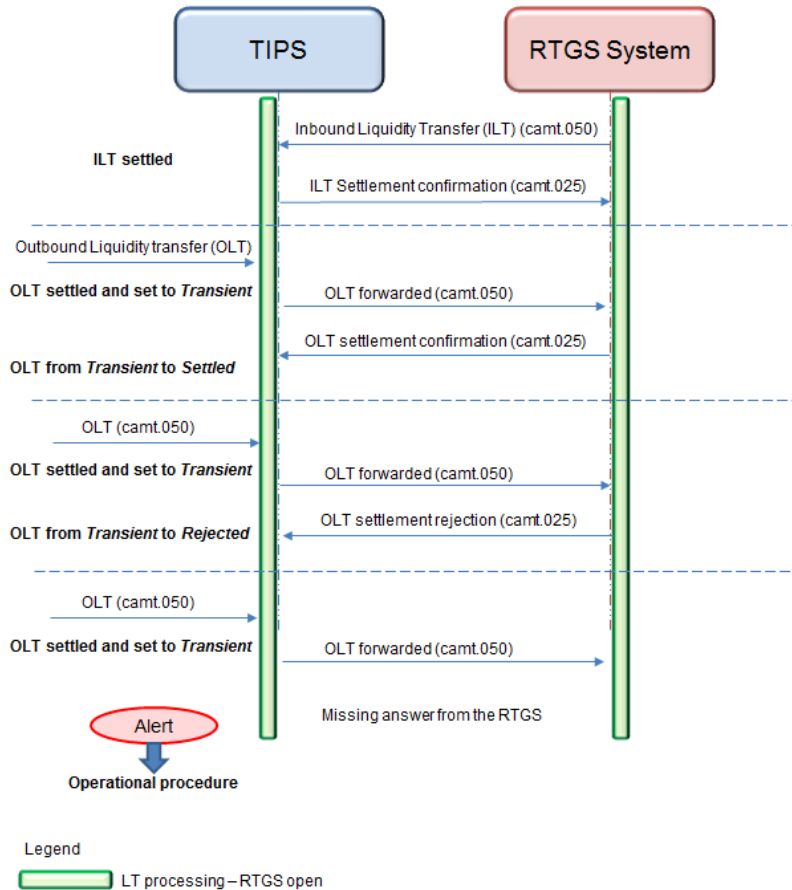 TIPS
RTGS System
Inbound Liquidity Transfer (ILT) (camt.050)
ILT settled
ILT Settlement confirmation (camt.025)
Outbound Liquidity transfer (OLT)
OLT settled and set to Transient
OLT forwarded (camt.050)
OLT settlement confirmation (camt.025)
OLT from Transient to Settled
OLT (camt.050)
OLT settled and set to Transient
OLT forwarded (camt.050)
OLT settlement rejection (camt.025)
OLT from Transient to Rejected
OLT (camt.050)
OLT settled and set to Transient
OLT forwarded (camt.050)
Missing answer from the RTGS
Alert
Operational procedure
Legend
LT processing – RTGS open